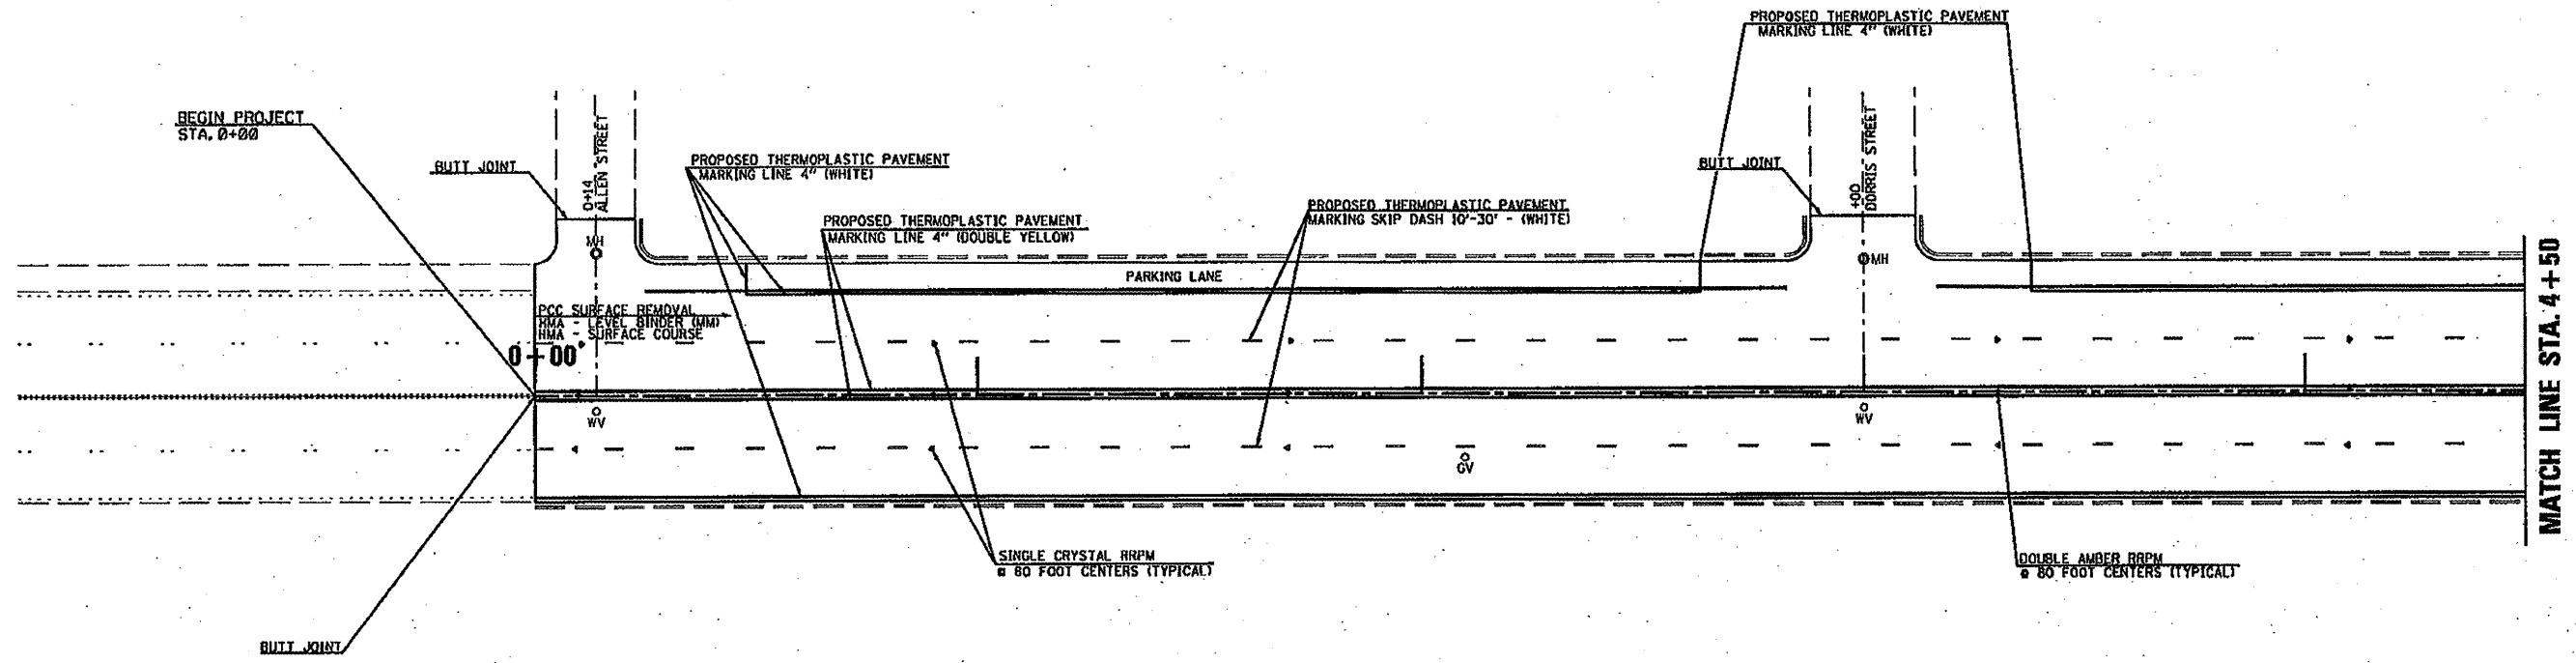 PROPOSED THERMOPLASTIC PAVEMENT
MARKING LINE 4" (WHITE)
BEGIN PROJECT
STA. 0+00
BUTT JOINT
0+14
ALLEN STREET
PROPOSED THERMOPLASTIC PAVEMENT
MARKING LINE 4" (WHITE)
PROPOSED THERMOPLASTIC PAVEMENT
MARKING LINE 4" (DOUBLE YELLOW)
PROPOSED THERMOPLASTIC PAVEMENT
MARKING SKIP DASH 10'-30' - (WHITE)
BUTT JOINT
+00
DORRIS STREET
MH
MH
PARKING LANE
PCC SURFACE REMOVAL
HMA - LEVEL BINDER (MM)
HMA - SURFACE COURSE
0+00
WV
WV
GV
MATCH LINE STA. 4+50
SINGLE CRYSTAL RRPM
@ 80 FOOT CENTERS (TYPICAL)
DOUBLE AMBER RRPM
@ 80 FOOT CENTERS (TYPICAL)
BUTT JOINT